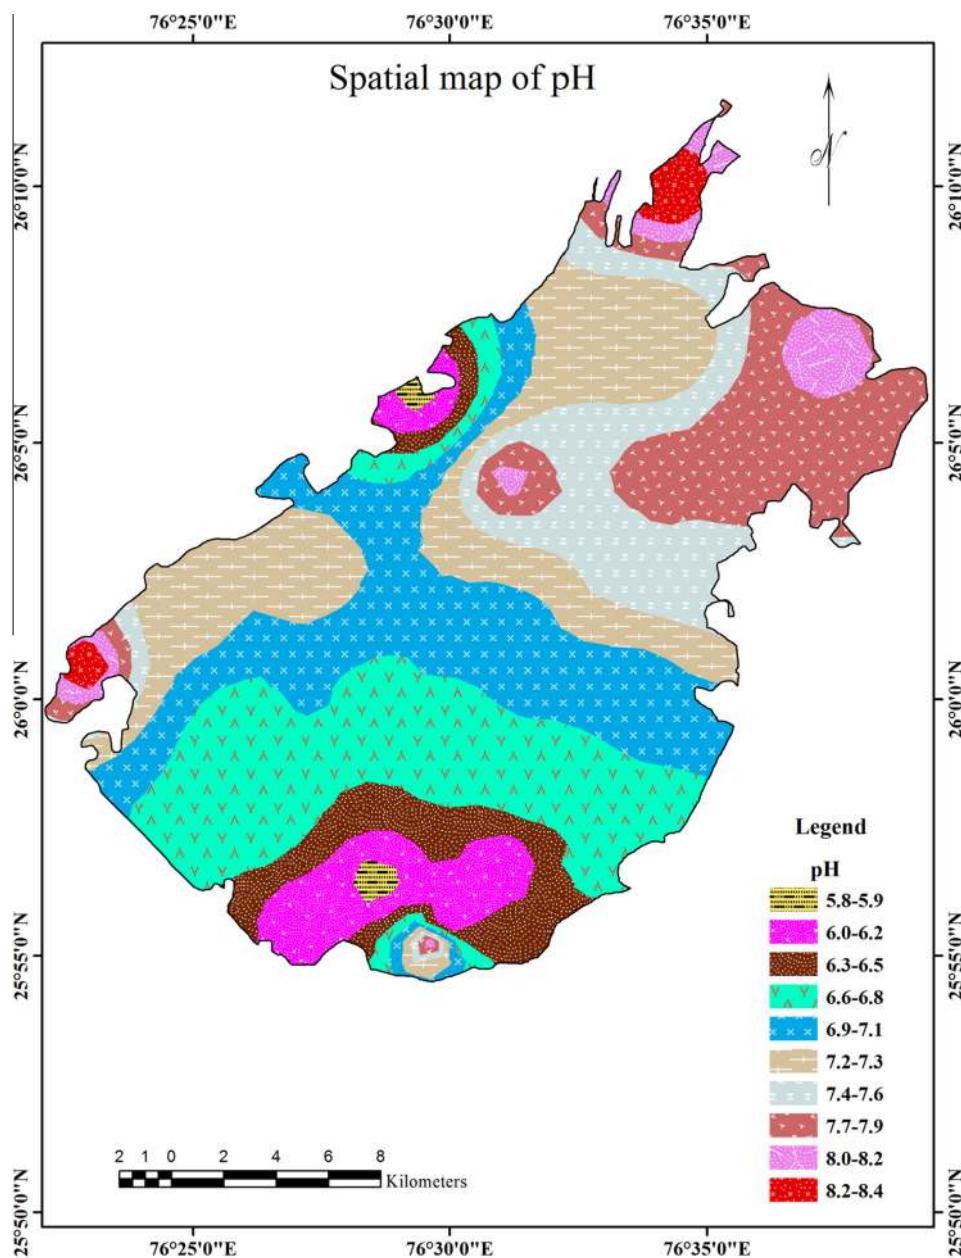 76°25'0"E 76°30'0"E 76°35'0"E
Spatial map of pH
N
26°10'0"N 26°10'0"N
26°5'0"N 26°5'0"N
26°0'0"N 26°0'0"N
25°55'0"N 25°55'0"N
25°50'0"N 25°50'0"N
Legend
pH
5.8-5.9
6.0-6.2
6.3-6.5
6.6-6.8
6.9-7.1
7.2-7.3
7.4-7.6
7.7-7.9
8.0-8.2
8.2-8.4
2 1 0 2 4 6 8
Kilometers
76°25'0"E 76°30'0"E 76°35'0"E